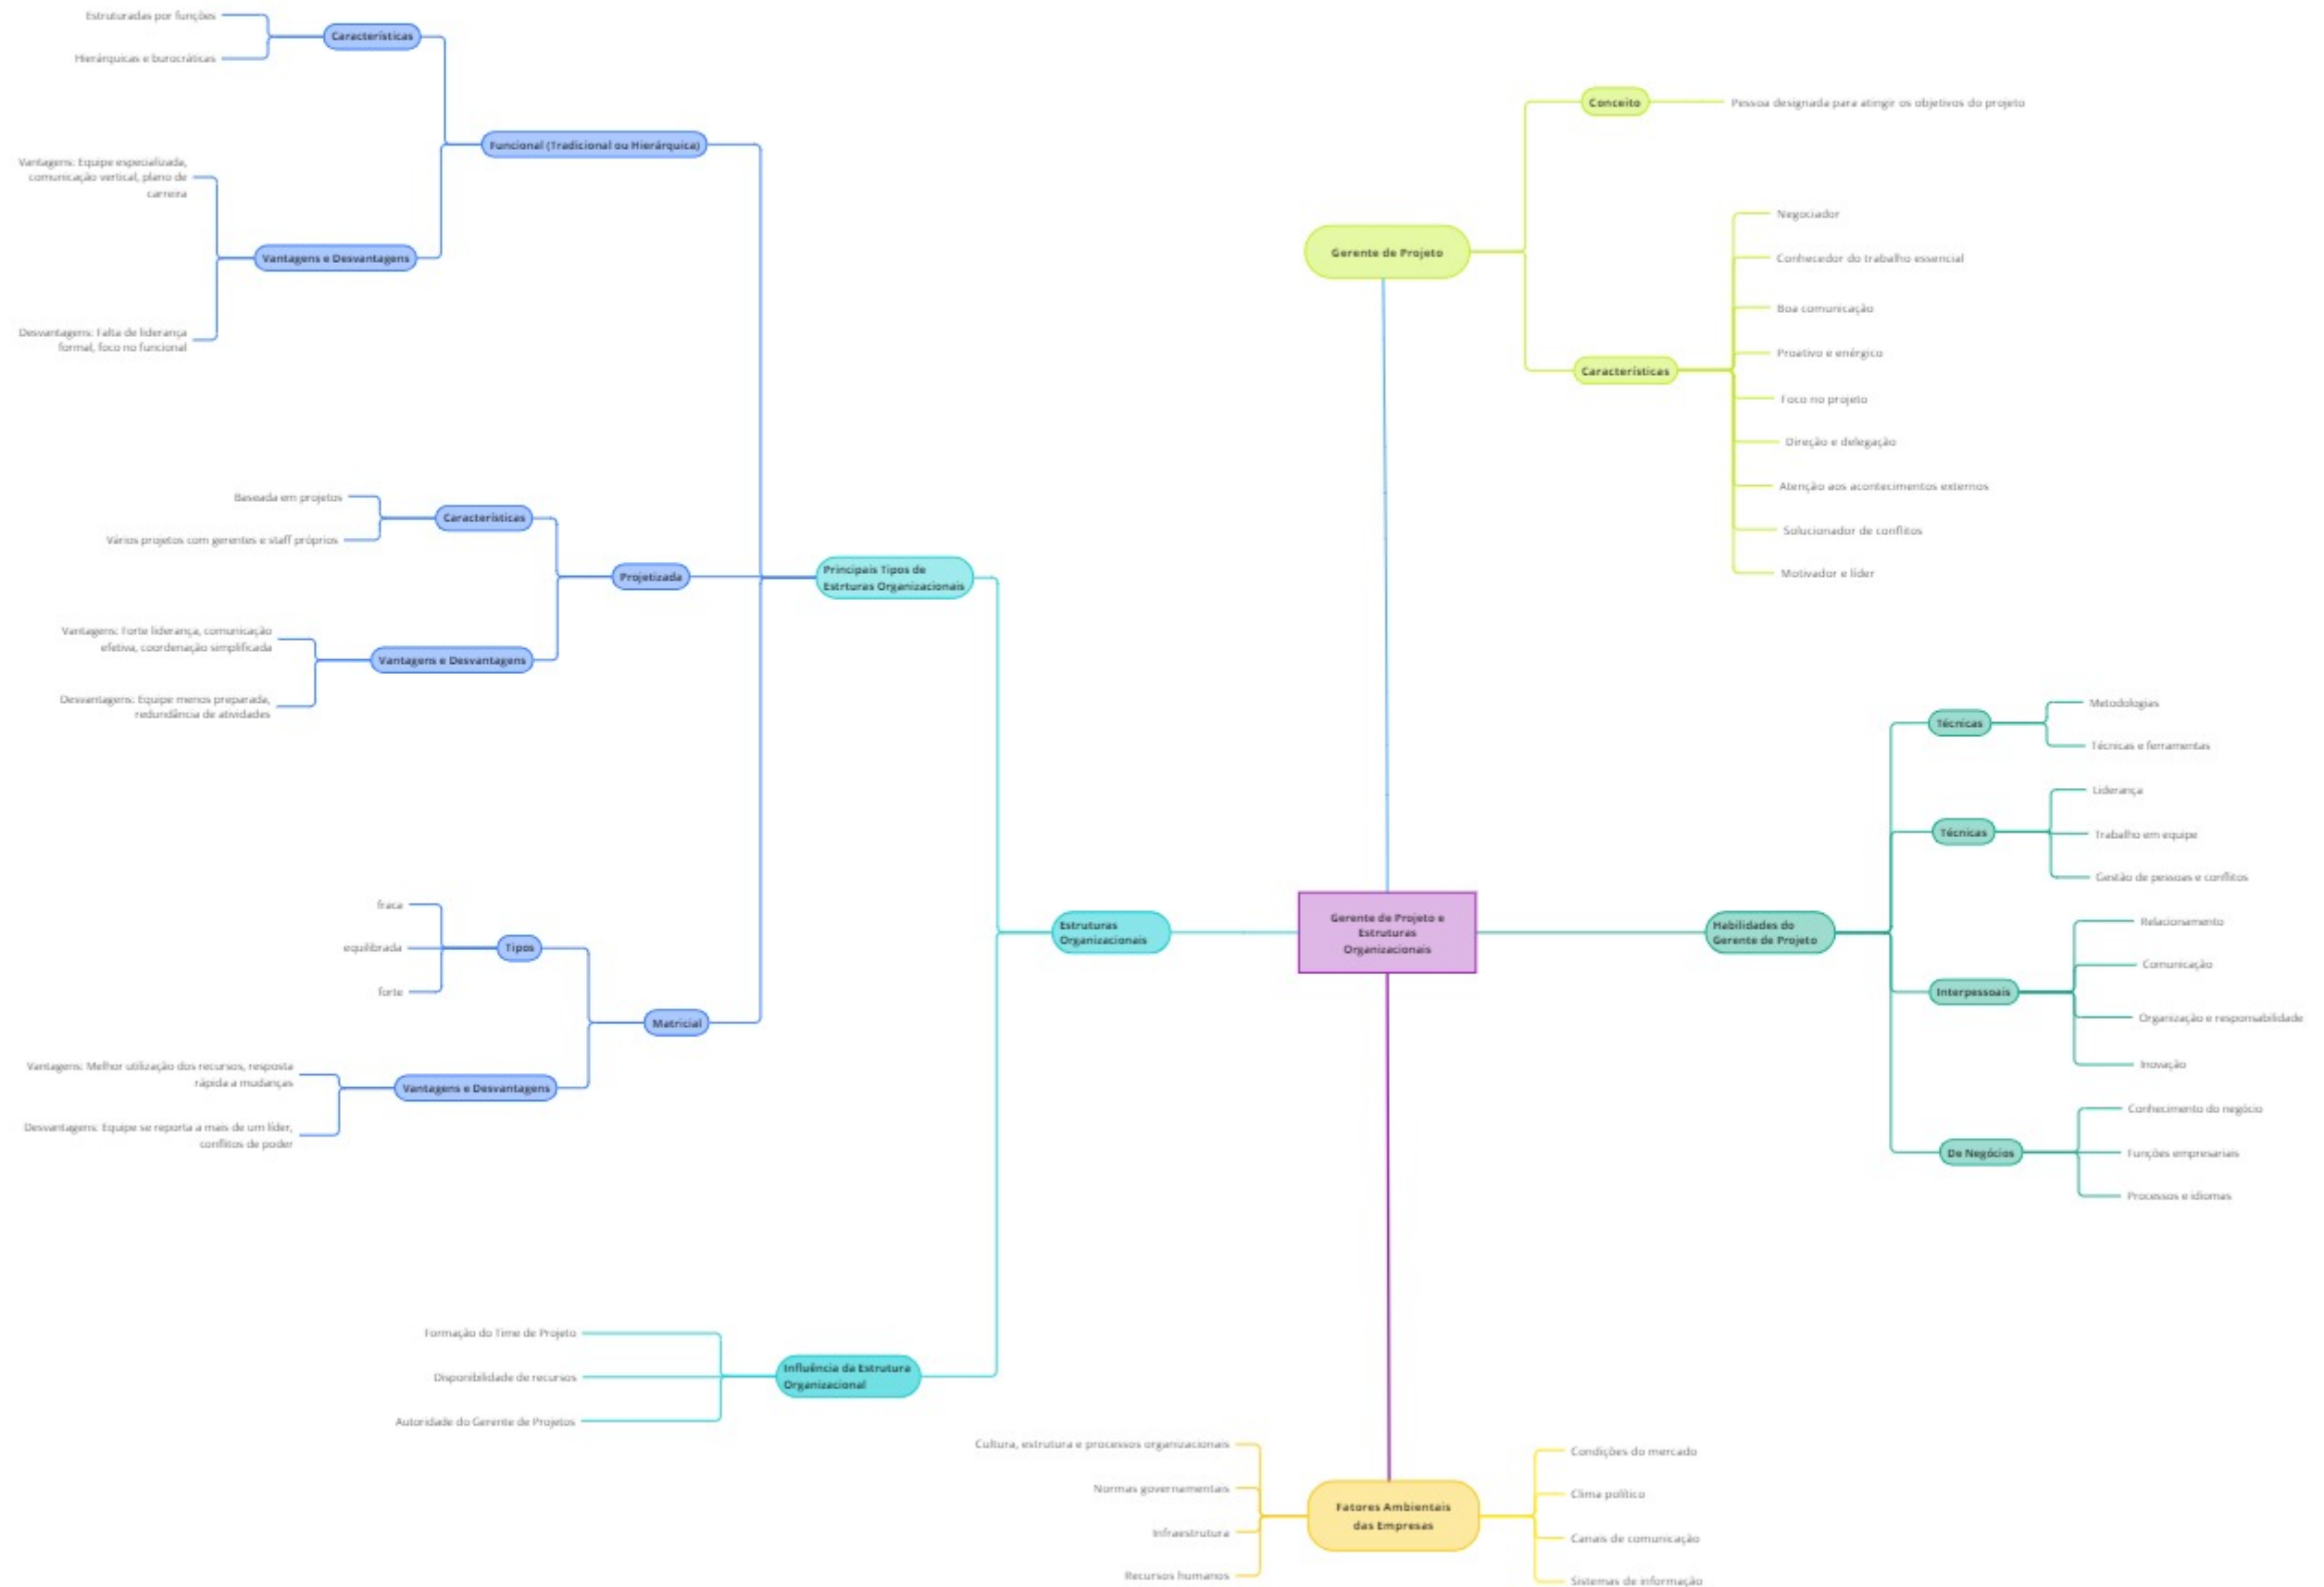 Estruturadas por funções
Características
Hierárquicas e burocráticas
Funcional (Tradicional ou Hierárquica)
Vantagens: Equipe especializada,
comunicação vertical, plano de
carreira
Vantagens e Desvantagens
Desvantagens: Falta de liderança
formal, foco no funcional
Baseada em projetos
Características
Vários projetos com gerentes e staff próprios
Projetizada
Vantagens: Forte liderança, comunicação
efetiva, coordenação simplificada
Vantagens e Desvantagens
Desvantagens: Equipe menos preparada,
redundância de atividades
Principais Tipos de
Estrturas Organizacionais
fraca
equilibrada
forte
Tipos
Matricial
Vantagens: Melhor utilização dos recursos, resposta
rápida a mudanças
Vantagens e Desvantagens
Desvantagens: Equipe se reporta a mais de um líder,
conflitos de poder
Estruturas
Organizacionais
Formação do Time de Projeto
Disponibilidade de recursos
Autoridade do Gerente de Projetos
Influência da Estrutura
Organizacional
Gerente de Projeto e
Estruturas
Organizacionais
Gerente de Projeto
Conceito
Pessoa designada para atingir os objetivos do projeto
Características
Negociador
Conhecedor do trabalho essencial
Boa comunicação
Proativo e enérgico
Foco no projeto
Direção e delegação
Atenção aos acontecimentos externos
Solucionador de conflitos
Motivador e líder
Habilidades do
Gerente de Projeto
Técnicas
Metodologias
Técnicas e ferramentas
Técnicas
Liderança
Trabalho em equipe
Gestão de pessoas e conflitos
Interpessoais
Relacionamento
Comunicação
Organização e responsabilidade
Inovação
De Negócios
Conhecimento do negócio
Funções empresariais
Processos e idiomas
Cultura, estrutura e processos organizacionais
Normas governamentais
Infraestrutura
Recursos humanos
Fatores Ambientais
das Empresas
Condições do mercado
Clima político
Canais de comunicação
Sistemas de informação